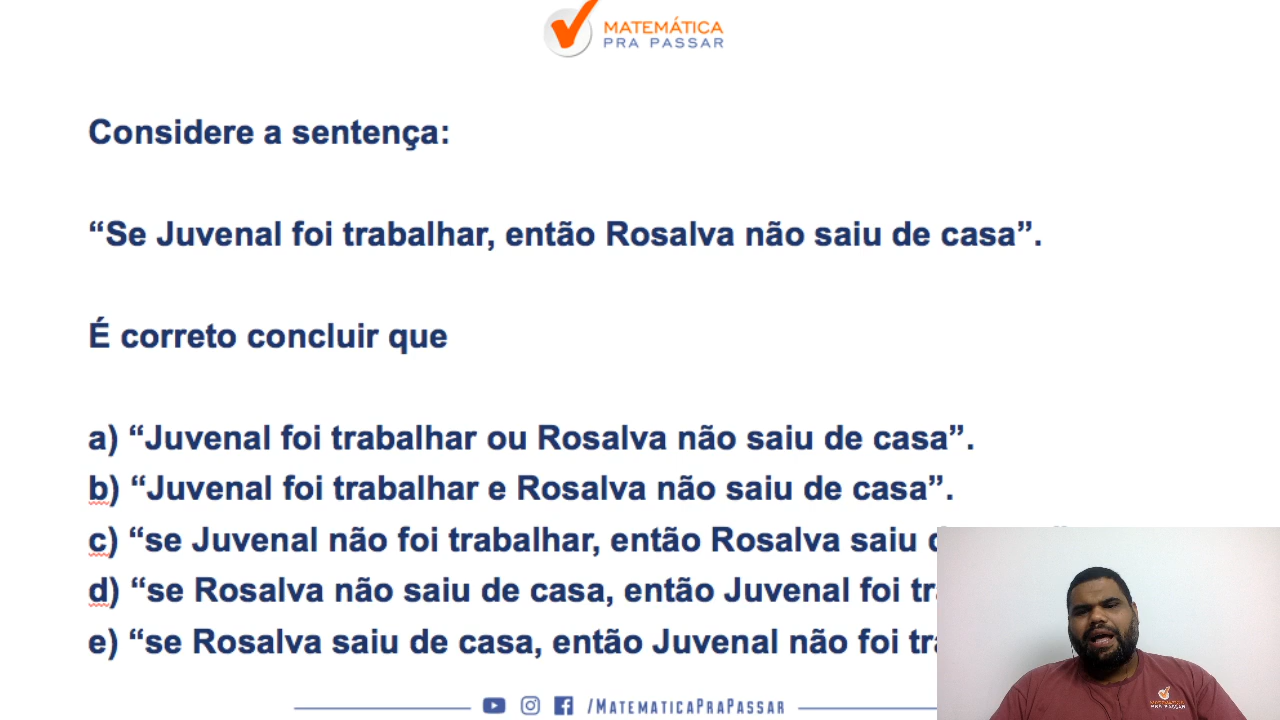 MATEMÁTICA
PRA PASSAR
Considere a sentença:
“Se Juvenal foi trabalhar, então Rosalva não saiu de casa”.
É correto concluir que
a) “Juvenal foi trabalhar ou Rosalva não saiu de casa”.
b) “Juvenal foi trabalhar e Rosalva não saiu de casa”.
c) “se Juvenal não foi trabalhar, então Rosalva saiu
d) “se Rosalva não saiu de casa, então Juvenal foi
e) “se Rosalva saiu de casa, então Juvenal não foi
/MATEMATICAPRAPASSAR